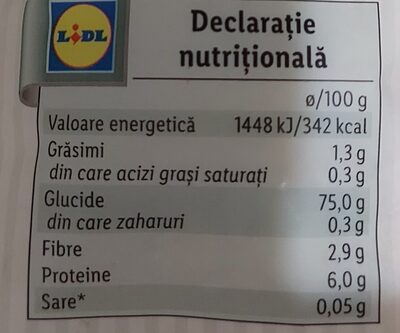 LIDL
Declarație
nutrițională
ø/100 g
Valoare energetică 1448 kJ/342 kcal
Grăsimi 1,3 g
din care acizi grași saturați 0,3 g
Glucide 75,0 g
din care zaharuri 0,3 g
Fibre 2,9 g
Proteine 6,0 g
Sare* 0,05 g